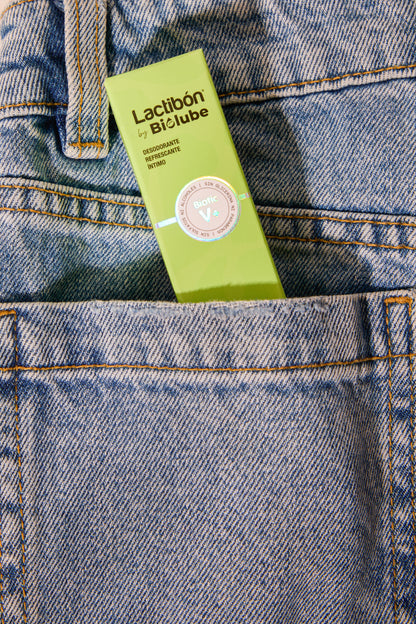 Lactibón®
by Biolube
DESODORANTE
REFRESCANTE
ÍNTIMO
Biotic
V